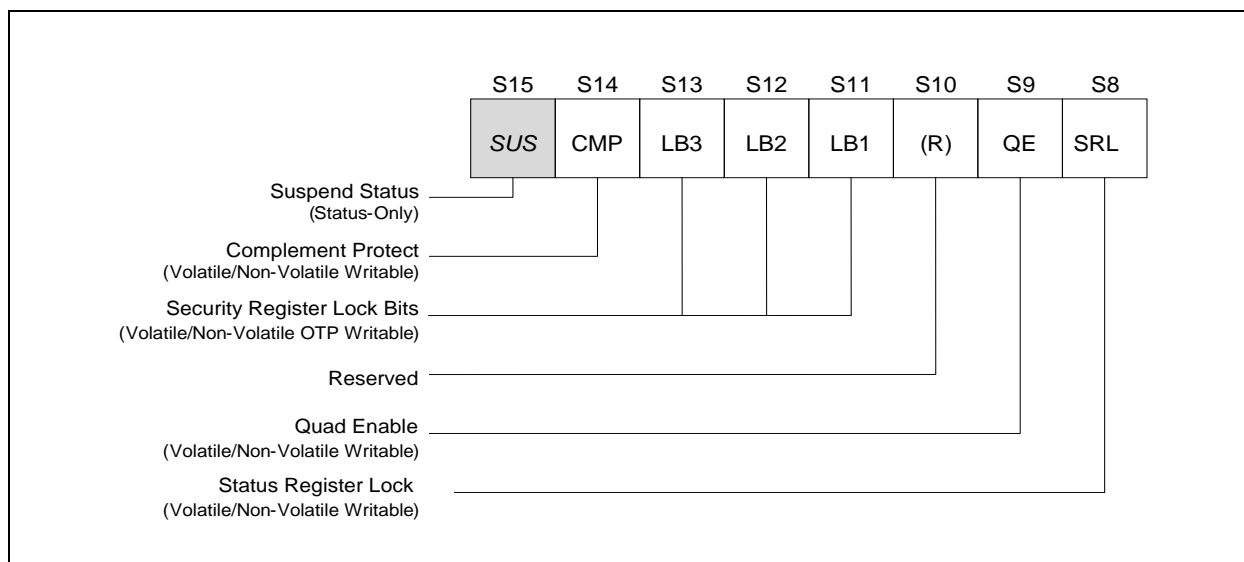 S15 S14 S13 S12 S11 S10 S9 S8
SUS CMP LB3 LB2 LB1 (R) QE SRL
Suspend Status
(Status-Only)
Complement Protect
(Volatile/Non-Volatile Writable)
Security Register Lock Bits
(Volatile/Non-Volatile OTP Writable)
Reserved
Quad Enable
(Volatile/Non-Volatile Writable)
Status Register Lock
(Volatile/Non-Volatile Writable)